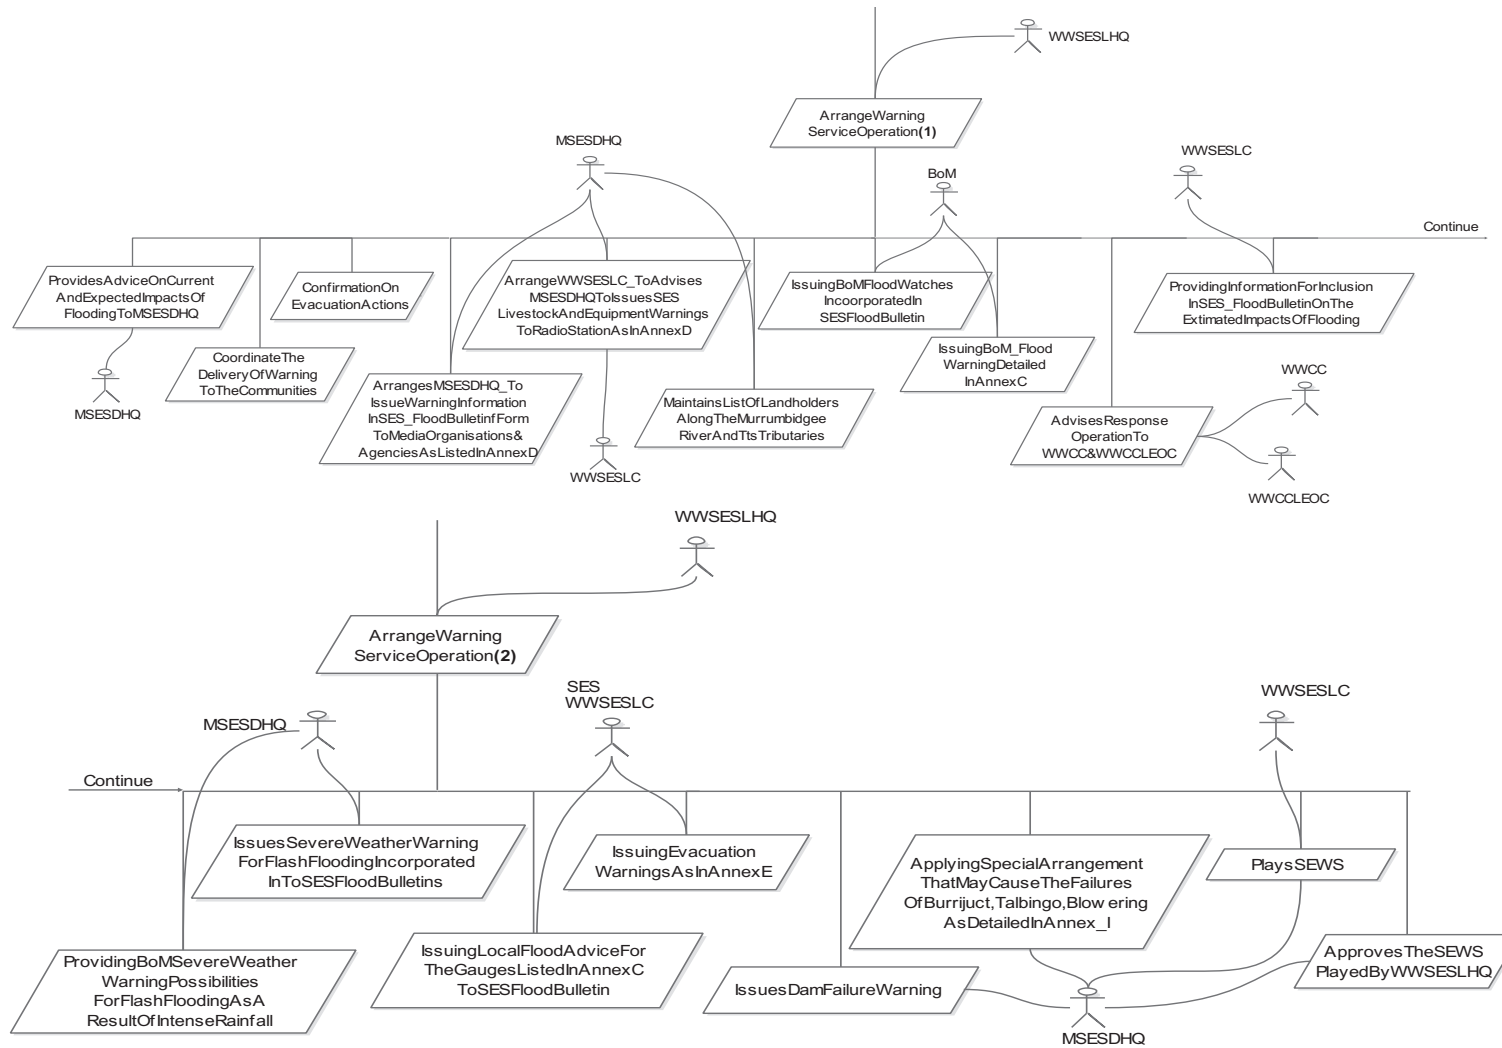 WWSESLHQ
ArrangeWarning
ServiceOperation(1)
MSESDHQ
BoM
WWSESLC
Continue
ProvidesAdviceOnCurrent
AndExpectedImpactsOf
FloodingToMSESDHQ
MSESDHQ
CoordinateThe
DeliveryOfWarning
ToTheCommunities
ConfirmationOn
EvacuationActions
ArrangesMSESDHQ_To
IssueWarningInformation
InSES_FloodBulletinfForm
ToMediaOrganisations&
AgenciesAsListedInAnnexD
ArrangeWWSESLC_ToAdvises
MSESDHQToIssuesSES
LivestockAndEquipmentWarnings
ToRadioStationAsInAnnexD
WWSESLC
MaintainsListOfLandholders
AlongTheMurrumbidgee
RiverAndTtsTributaries
IssuingBoMFloodWatches
IncoorporatedIn
SESFloodBulletin
IssuingBoM_Flood
WarningDetailed
InAnnexC
AdvisesResponse
OperationTo
WWCC&WWCCLEOC
WWCC
WWCCLEOC
ProvidingInformationForInclusion
InSES_FloodBulletinOnThe
ExtimatedImpactsOfFlooding
WWSESLHQ
ArrangeWarning
ServiceOperation(2)
MSESDHQ
SES
WWSESLC
WWSESLC
Continue
ProvidingBoMSevereWeather
WarningPossibilities
ForFlashFloodingAsA
ResultOfIntenseRainfall
IssuesSevereWeatherWarning
ForFlashFloodingIncorporated
InToSESFloodBulletins
IssuingLocalFloodAdviceFor
TheGaugesListedInAnnexC
ToSESFloodBulletin
IssuingEvacuation
WarningsAsInAnnexE
IssuesDamFailureWarning
ApplyingSpecialArrangement
ThatMayCauseTheFailures
OfBurrijuct,Talbingo,Blowering
AsDetailedInAnnex_I
PlaysSEWS
ApprovesTheSEWS
PlayedByWWSESLHQ
MSESDHQ